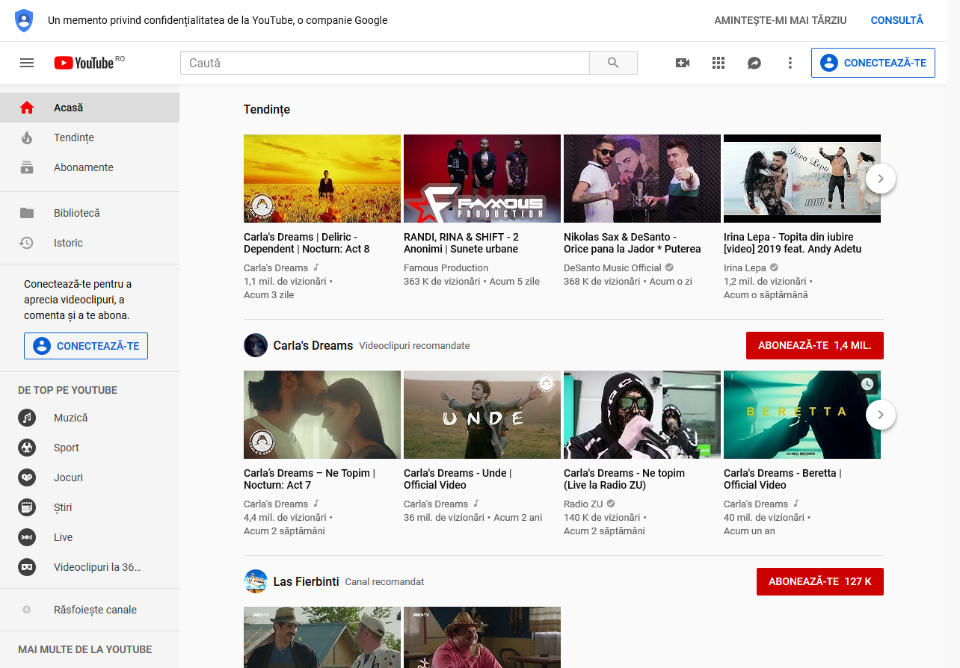 Un memento privind confidențialitatea de la YouTube, o companie Google
AMINTEȘTE-MI MAI TÂRZIU
CONSULTĂ
YouTube RO
Caută
CONECTEAZĂ-TE
Acasă
Tendințe
Abonamente
Bibliotecă
Istoric
Conectează-te pentru a
aprecia videoclipuri, a
comenta și a te abona.
CONECTEAZĂ-TE
DE TOP PE YOUTUBE
Muzică
Sport
Jocuri
Știri
Live
Videoclipuri la 36...
Răsfoiește canale
MAI MULTE DE LA YOUTUBE
Tendințe
FAMOUS
PRODUCTION
Irina Lepa
Carla's Dreams | Deliric -
Dependent | Nocturn: Act 8
Carla's Dreams
1,1 mil. de vizionări •
Acum 3 zile
RANDI, RINA & SHIFT - 2
Anonimi | Sunete urbane
Famous Production
363 K de vizionări • Acum 5 zile
Nikolas Sax & DeSanto -
Orice pana la Jador * Puterea
DeSanto Music Official
368 K de vizionări • Acum o zi
Irina Lepa - Topita din iubire
[video] 2019 feat. Andy Adetu
Irina Lepa
1,2 mil. de vizionări •
Acum o săptămână
Carla's Dreams Videoclipuri recomandate
ABONEAZĂ-TE 1,4 MIL.
UNDE
BERETTA
Carla's Dreams – Ne Topim |
Nocturn: Act 7
Carla's Dreams
4,4 mil. de vizionări •
Acum 2 săptămâni
Carla's Dreams - Unde |
Official Video
Carla's Dreams
36 mil. de vizionări • Acum 2 ani
Carla's Dreams - Ne topim
(Live la Radio ZU)
Radio ZU
140 K de vizionări •
Acum 2 săptămâni
Carla's Dreams - Beretta |
Official Video
Carla's Dreams
40 mil. de vizionări •
Acum un an
Las Fierbinti Canal recomandat
ABONEAZĂ-TE 127 K
PRO•TV
PRO•TV